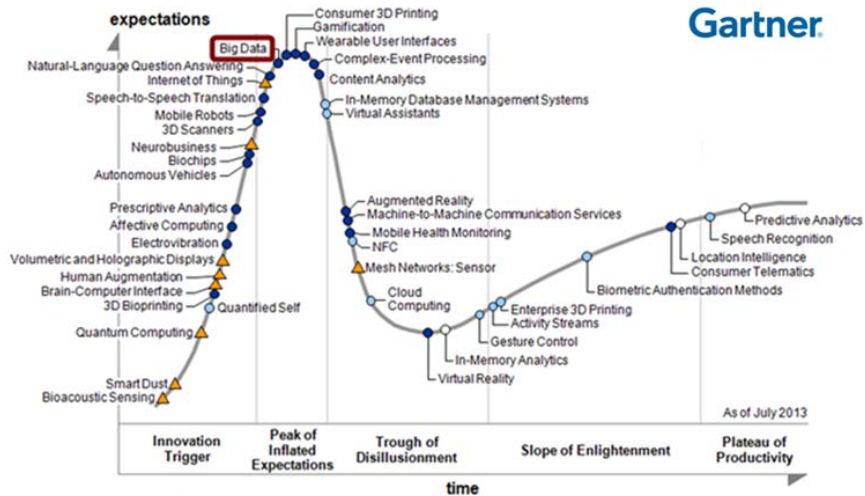 expectations
Gartner
Consumer 3D Printing
Gamification
Wearable User Interfaces
Big Data
Complex-Event Processing
Natural-Language Question Answering
Content Analytics
Internet of Things
Speech-to-Speech Translation
In-Memory Database Management Systems
Virtual Assistants
Mobile Robots
3D Scanners
Neurobusiness
Biochips
Autonomous Vehicles
Augmented Reality
Prescriptive Analytics
Machine-to-Machine Communication Services
Predictive Analytics
Affective Computing
Mobile Health Monitoring
Speech Recognition
Electrovibration
NFC
Location Intelligence
Volumetric and Holographic Displays
Mesh Networks: Sensor
Consumer Telematics
Human Augmentation
Brain-Computer Interface
Cloud
Computing
Biometric Authentication Methods
3D Bioprinting
Quantified Self
Enterprise 3D Printing
Activity Streams
Quantum Computing
Gesture Control
In-Memory Analytics
Virtual Reality
Smart Dust
Bioacoustic Sensing
As of July 2013
Innovation
Trigger
Peak of
Inflated
Expectations
Trough of
Disillusionment
Slope of Enlightenment
Plateau of
Productivity
time